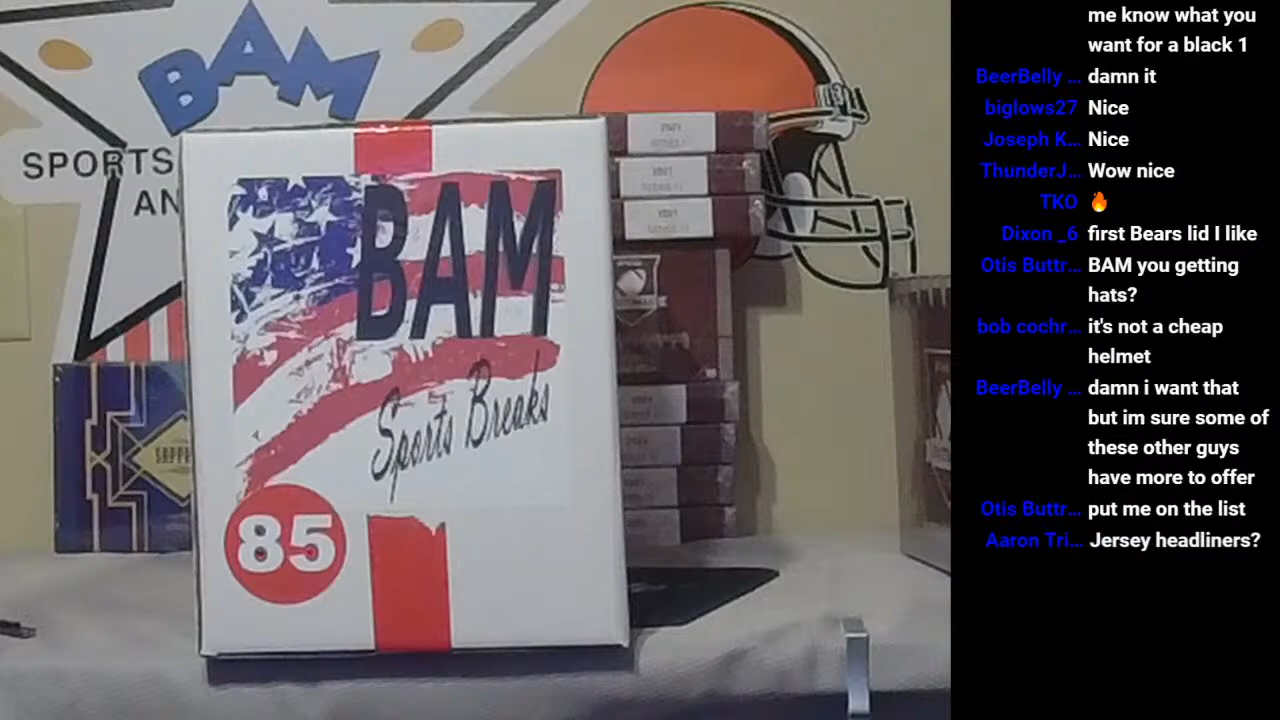 BAM
SPORTS
AN
BAM
Sports Breaks
85
me know what you
want for a black 1
BeerBelly … damn it
biglows27 Nice
Joseph K… Nice
ThunderJ… Wow nice
TKO 🔥
Dixon _6 first Bears lid I like
Otis Buttr… BAM you getting
hats?
bob cochr… it's not a cheap
helmet
BeerBelly … damn i want that
but im sure some of
these other guys
have more to offer
Otis Buttr… put me on the list
Aaron Tri… Jersey headliners?